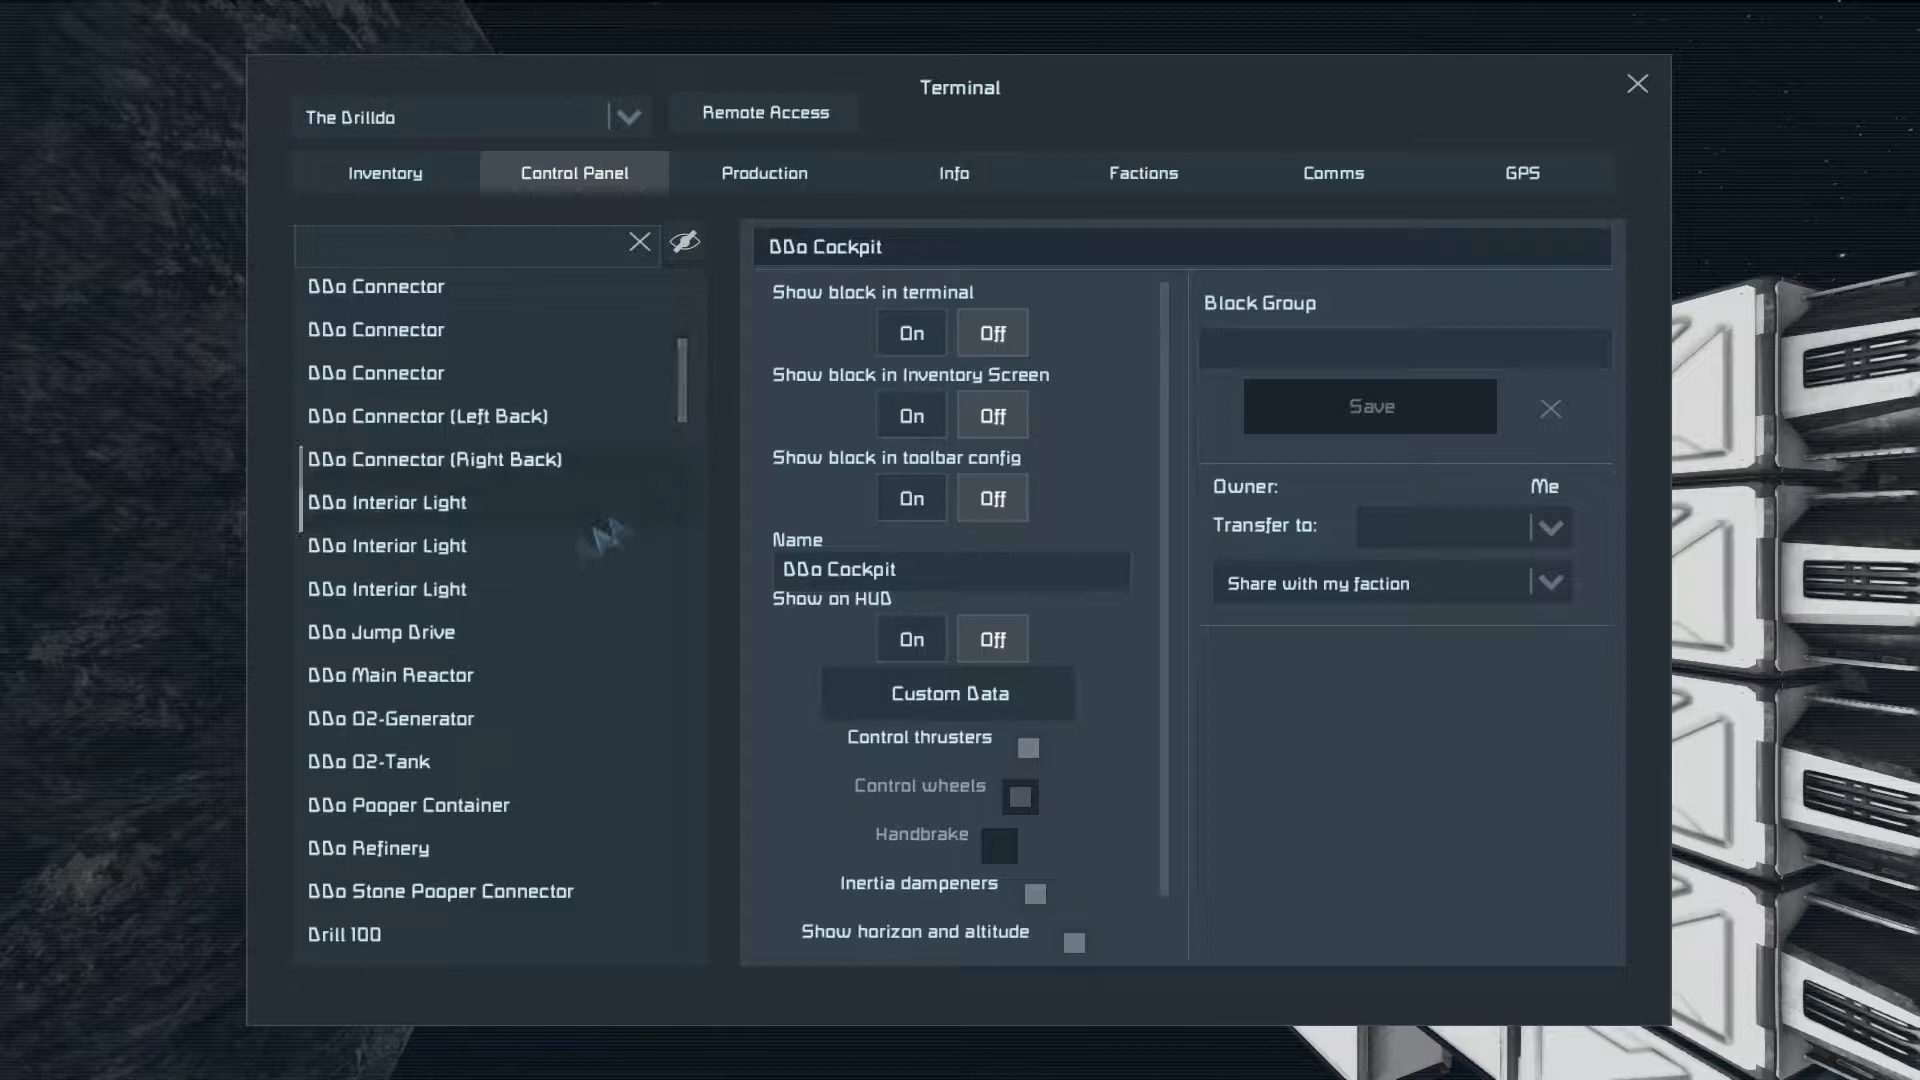 Terminal
The Drilldo
Remote Access
Inventory
Control Panel
Production
Info
Factions
Comms
GPS
DDo Connector
DDo Connector
DDo Connector
DDo Connector (Left Back)
DDo Connector (Right Back)
DDo Interior Light
DDo Interior Light
DDo Interior Light
DDo Jump Drive
DDo Main Reactor
DDo O2-Generator
DDo O2-Tank
DDo Pooper Container
DDo Refinery
DDo Stone Pooper Connector
Drill 100
DDo Cockpit
Show block in terminal
On Off
Show block in Inventory Screen
On Off
Show block in toolbar config
On Off
Name
DDo Cockpit
Show on HUD
On Off
Custom Data
Control thrusters
Control wheels
Handbrake
Inertia dampeners
Show horizon and altitude
Block Group
Save
Owner: Me
Transfer to:
Share with my faction